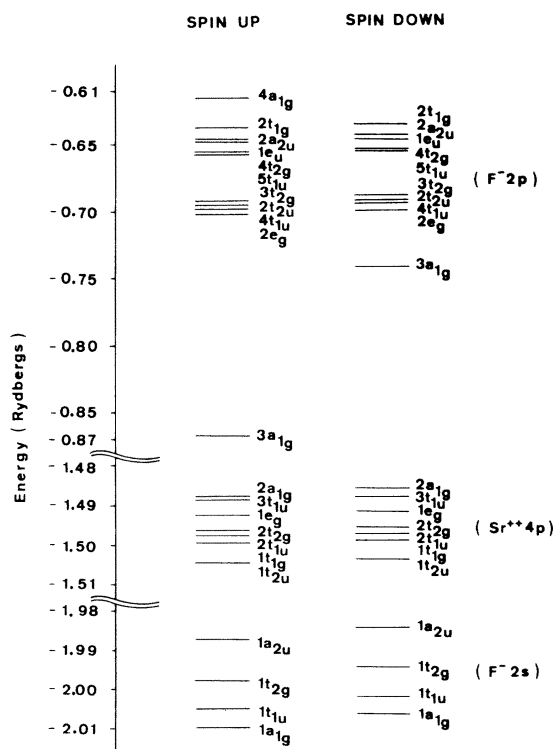 SPIN UP
SPIN DOWN
- 0.61
- 0.65
- 0.70
- 0.75
- 0.80
- 0.85
- 0.87
- 1.48
- 1.49
- 1.50
- 1.51
- 1.98
- 1.99
- 2.00
- 2.01
Energy ( Rydbergs )
4a1g
2t1g
2a2u
1eu
4t2g
5t1u
3t2g
2t2u
4t1u
2eg
3a1g
2a1g
3t1u
1eg
2t2g
2t1u
1t1g
1t2u
1a2u
1t2g
1t1u
1a1g
2t1g
2a2u
1eu
4t2g
5t1u
3t2g
2t2u
4t1u
2eg
3a1g
2a1g
3t1u
1eg
2t2g
2t1u
1t1g
1t2u
1a2u
1t2g
1t1u
1a1g
( F⁻2p )
( Sr⁺⁺4p )
( F⁻2s )